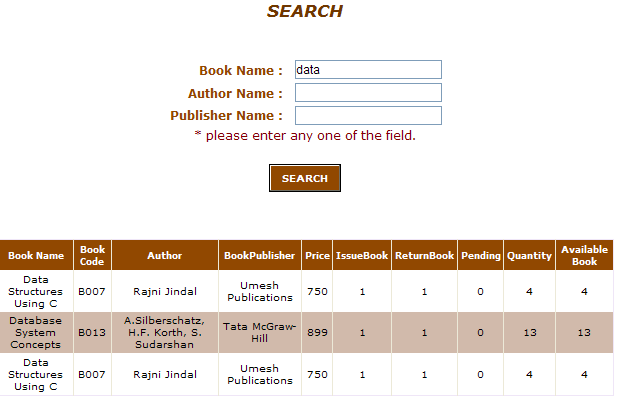 SEARCH
Book Name : data
Author Name :
Publisher Name :
* please enter any one of the field.
SEARCH
Book Name Book Code Author BookPublisher Price IssueBook ReturnBook Pending Quantity Available Book
Data Structures Using C B007 Rajni Jindal Umesh Publications 750 1 1 0 4 4
Database System Concepts B013 A.Silberschatz, H.F. Korth, S. Sudarshan Tata McGraw-Hill 899 1 1 0 13 13
Data Structures Using C B007 Rajni Jindal Umesh Publications 750 1 1 0 4 4